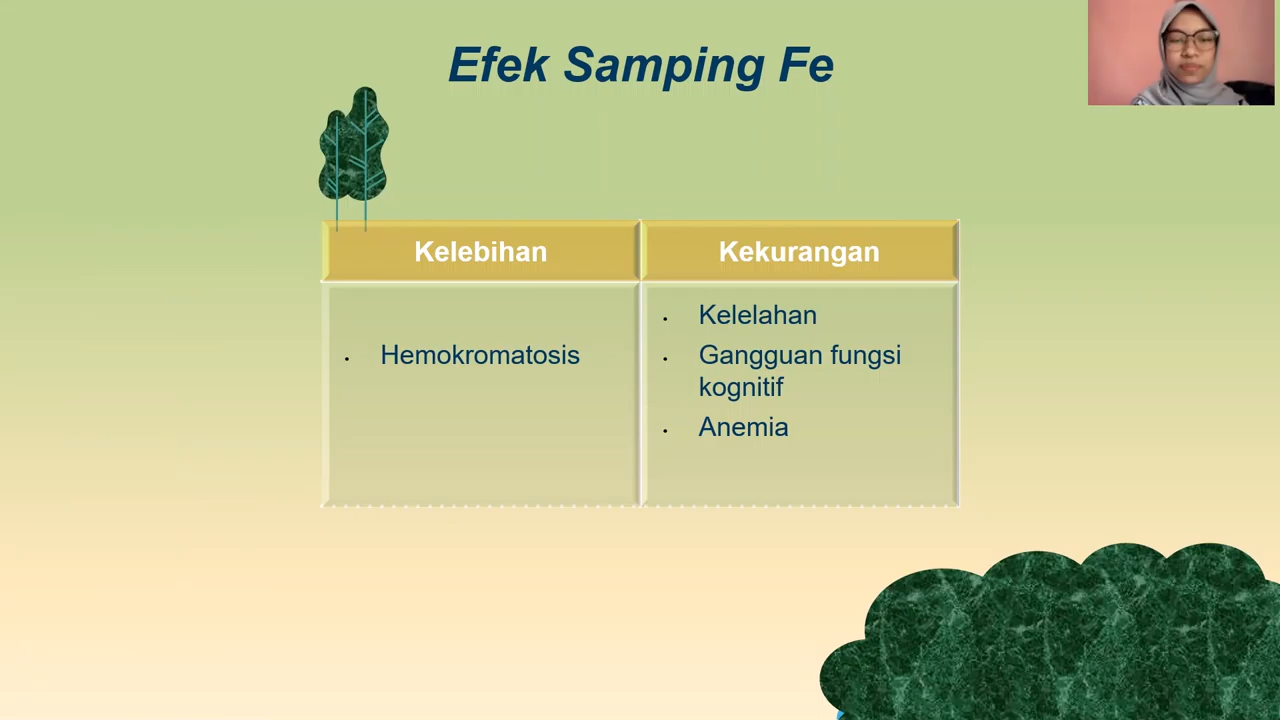 Efek Samping Fe
Kelebihan
Kekurangan
Hemokromatosis
Kelelahan
Gangguan fungsi
kognitif
Anemia